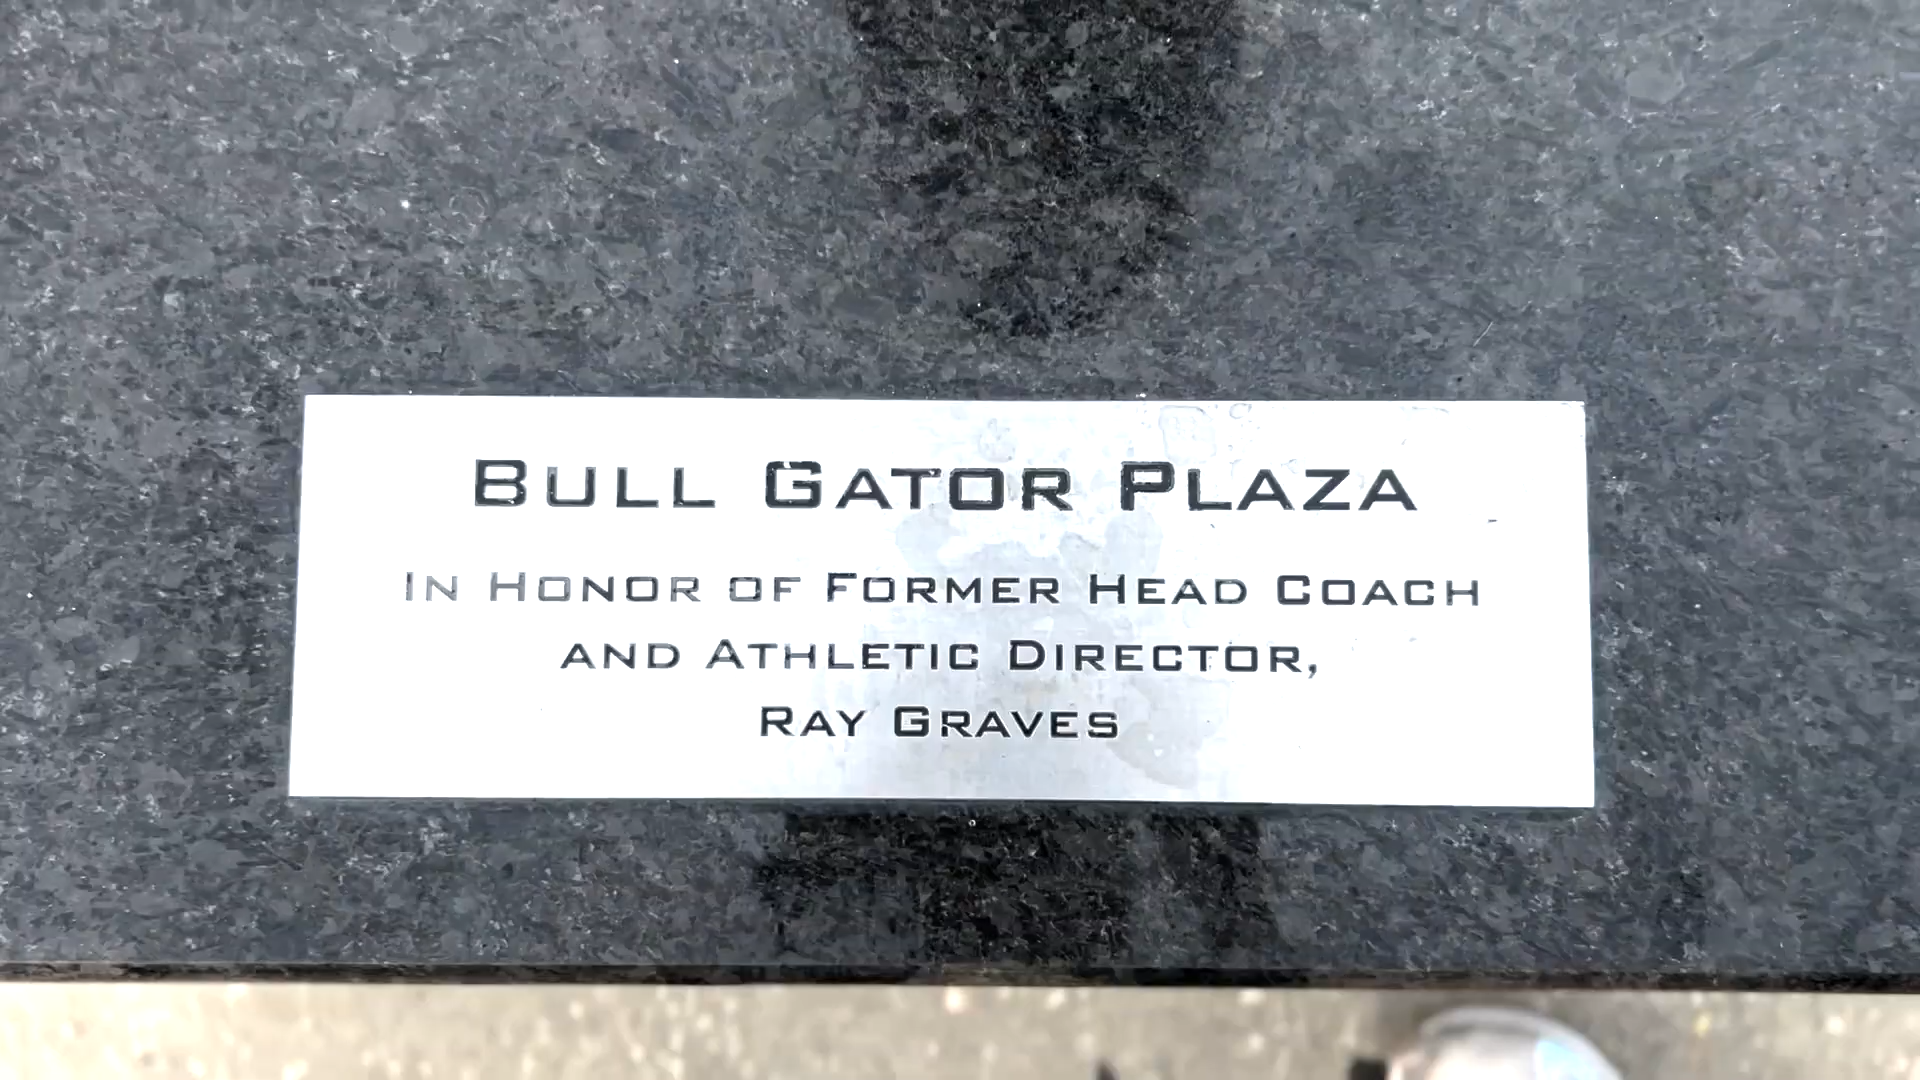 BULL GATOR PLAZA
IN HONOR OF FORMER HEAD COACH
AND ATHLETIC DIRECTOR,
RAY GRAVES